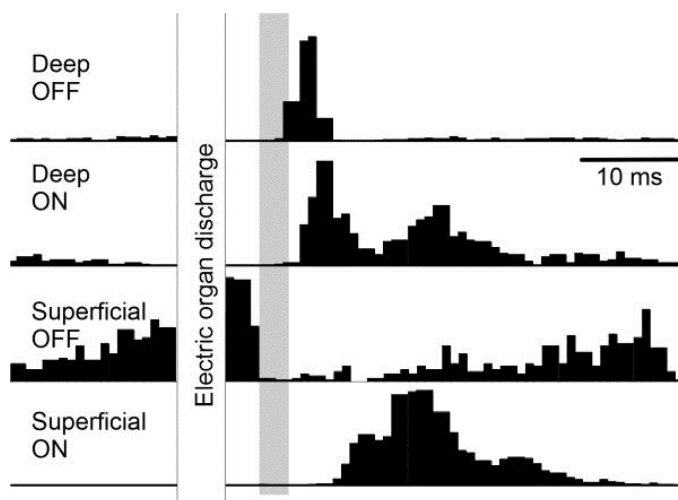 Deep
OFF
Deep
ON
10 ms
Superficial
OFF
Superficial
ON
Electric organ discharge